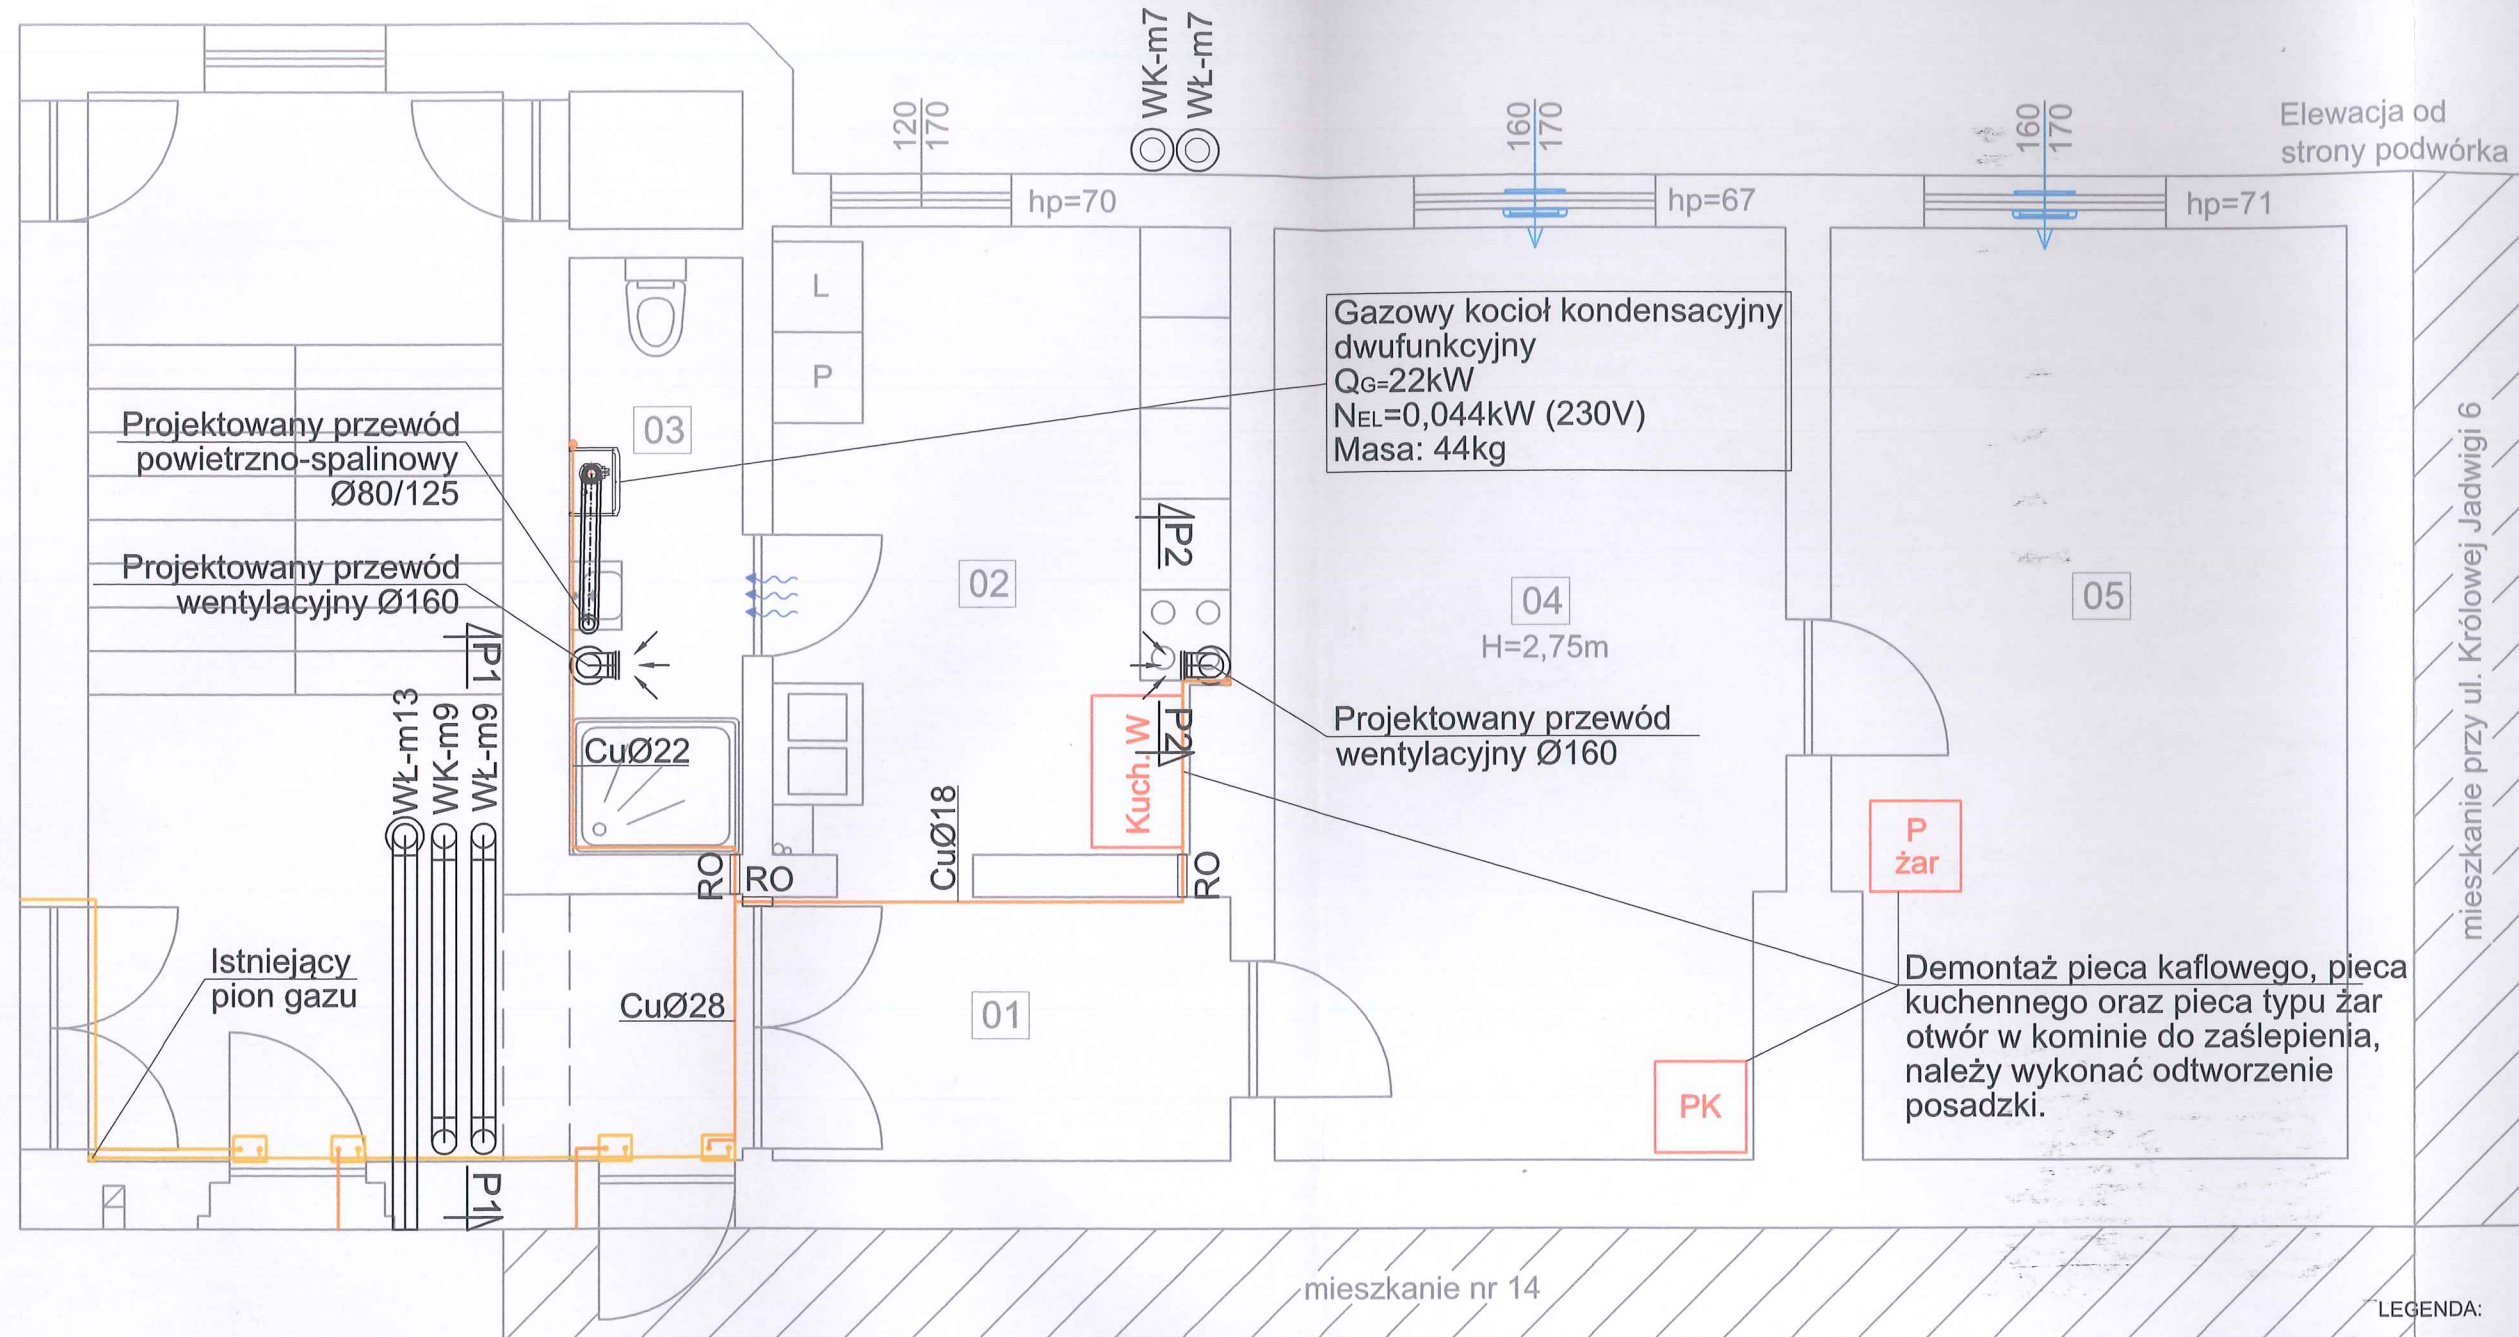 WK-m7
WŁ-m7
120
170
160
170
160
170
Elewacja od
strony podwórka
hp=70
hp=67
hp=71
L
P
Gazowy kocioł kondensacyjny
dwufunkcyjny
QG=22kW
NEL=0,044kW (230V)
Masa: 44kg
03
Projektowany przewód
powietrzno-spalinowy
Ø80/125
Projektowany przewód
wentylacyjny Ø160
P2
02
04
H=2,75m
05
mieszkanie przy ul. Królowej Jadwigi 6
P1
WŁ-m13
WK-m9
WŁ-m9
CuØ22
Kuch.W
P2
Projektowany przewód
wentylacyjny Ø160
CuØ18
P
żar
RO
RO
RO
Istniejący
pion gazu
CuØ28
01
Demontaż pieca kaflowego, pieca
kuchennego oraz pieca typu żar
otwór w kominie do zaślepienia,
należy wykonać odtworzenie
posadzki.
PK
P1
mieszkanie nr 14
LEGENDA: